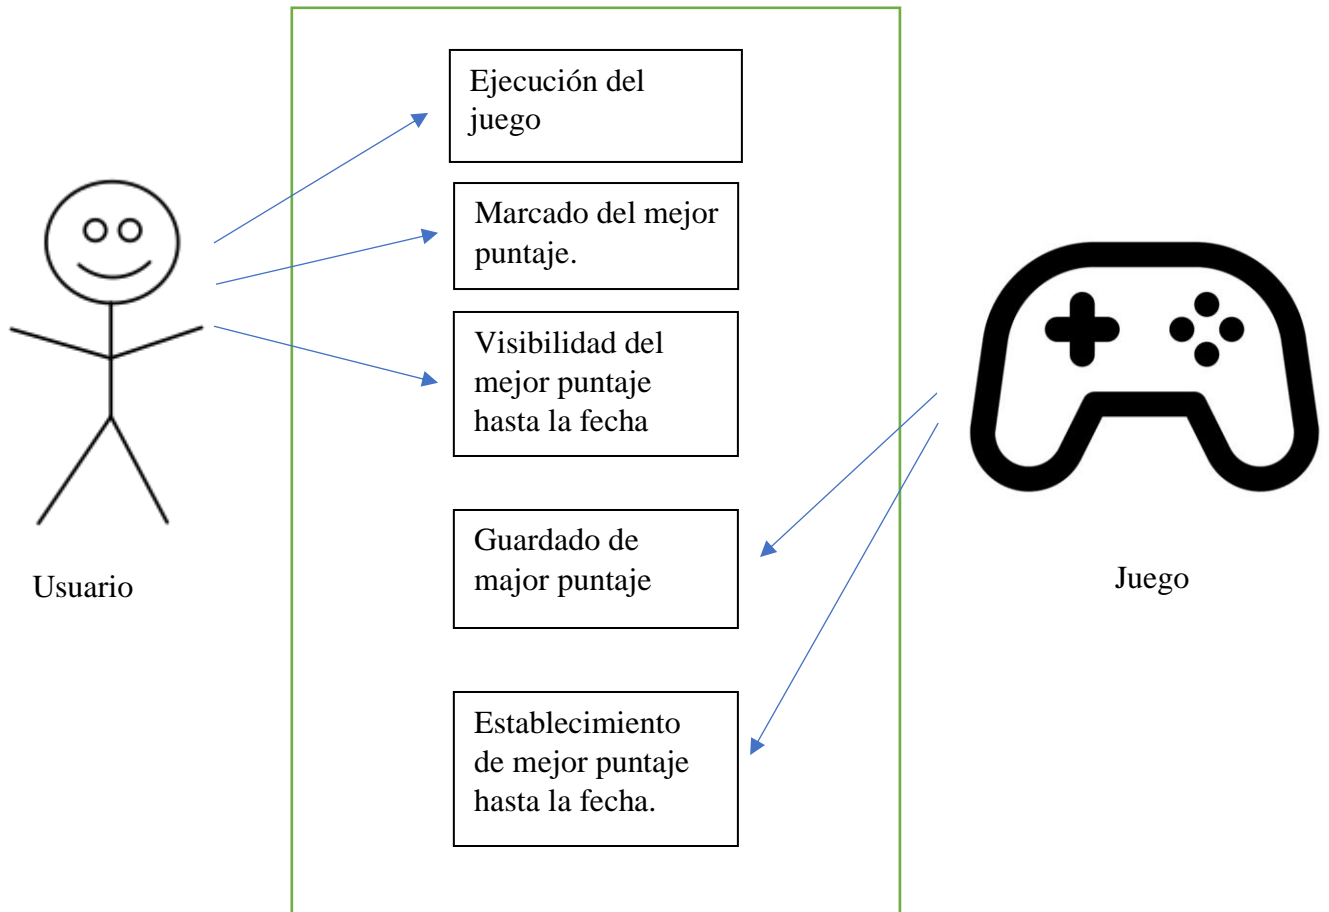 Ejecución del
juego
Marcado del mejor
puntaje.
Visibilidad del
mejor puntaje
hasta la fecha
Guardado de
major puntaje
Establecimiento
de mejor puntaje
hasta la fecha.
Usuario
Juego